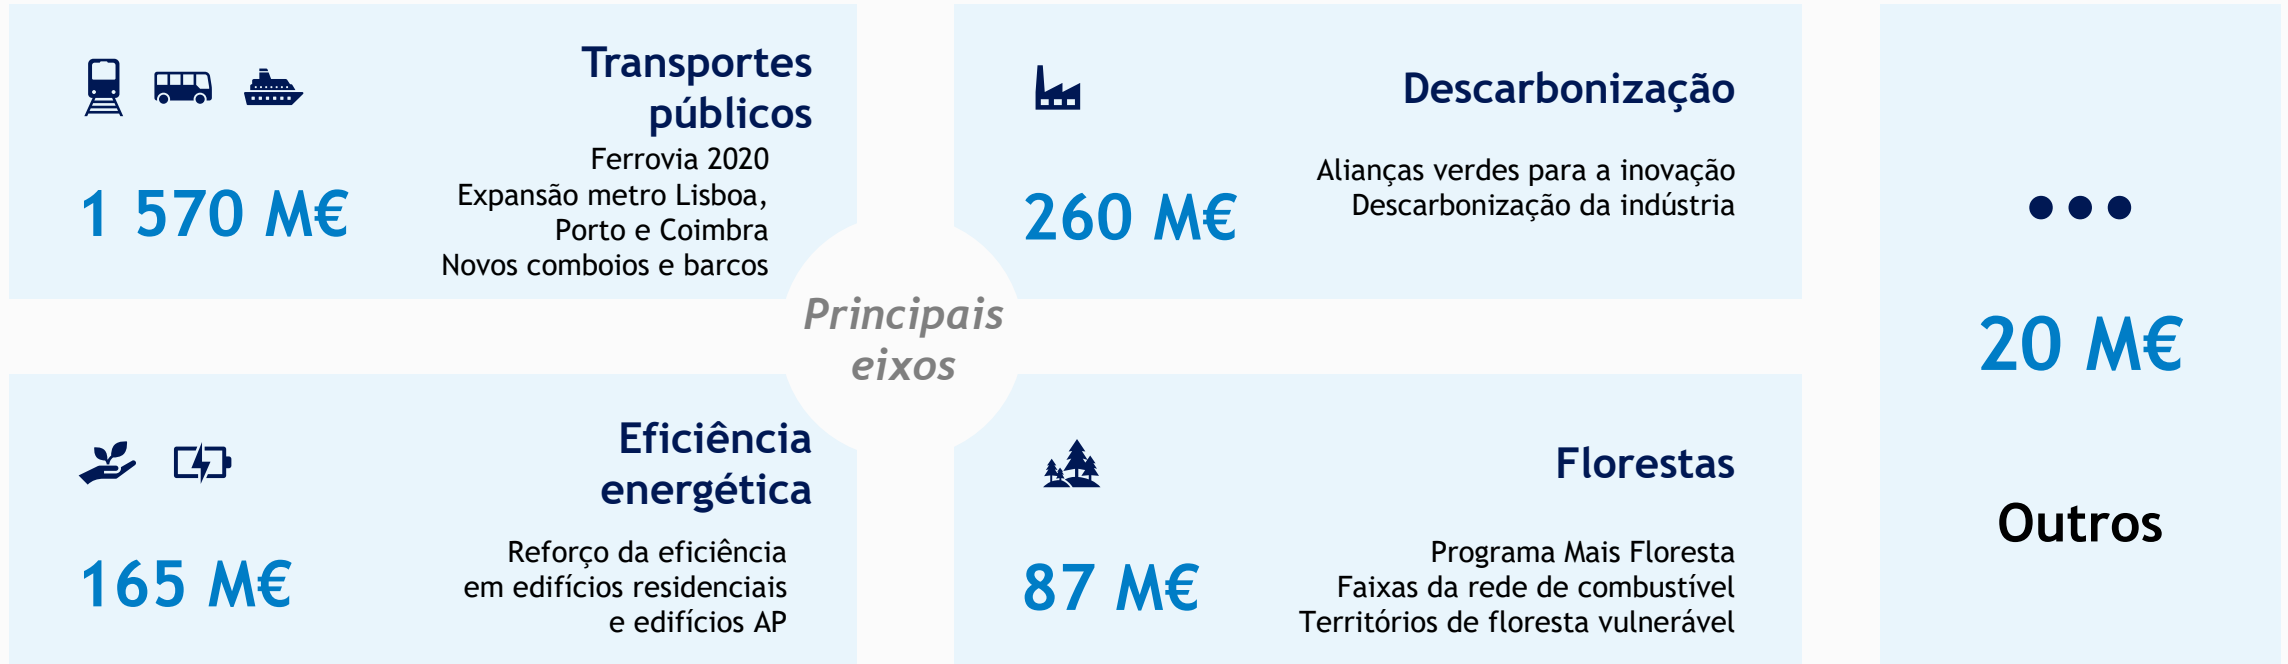 Transportes
públicos
1 570 M€
Ferrovia 2020
Expansão metro Lisboa,
Porto e Coimbra
Novos comboios e barcos
Descarbonização
260 M€
Alianças verdes para a inovação
Descarbonização da indústria
Principais
eixos
Eficiência
energética
165 M€
Reforço da eficiência
em edifícios residenciais
e edifícios AP
Florestas
87 M€
Programa Mais Floresta
Faixas da rede de combustível
Territórios de floresta vulnerável
20 M€
Outros